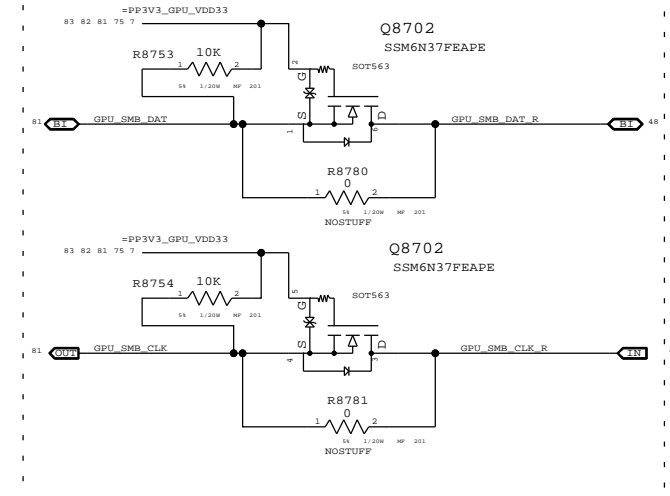 =PP3V3_GPU_VDD33
83 82 81 75 7
Q8702
SSM6N37FEAPE
R8753
10K
1
2
5%
1/20W
MF
201
2
G
SOT563
81
BI
GPU_SMB_DAT
1
S
D
6
GPU_SMB_DAT_R
BI
48
R8780
0
1
2
5%
1/20W
MF
201
NOSTUFF
=PP3V3_GPU_VDD33
83 82 81 75 7
Q8702
SSM6N37FEAPE
R8754
10K
1
2
5%
1/20W
MF
201
5
G
SOT563
81
OUT
GPU_SMB_CLK
4
S
D
3
GPU_SMB_CLK_R
IN
R8781
0
1
2
5%
1/20W
MF
201
NOSTUFF